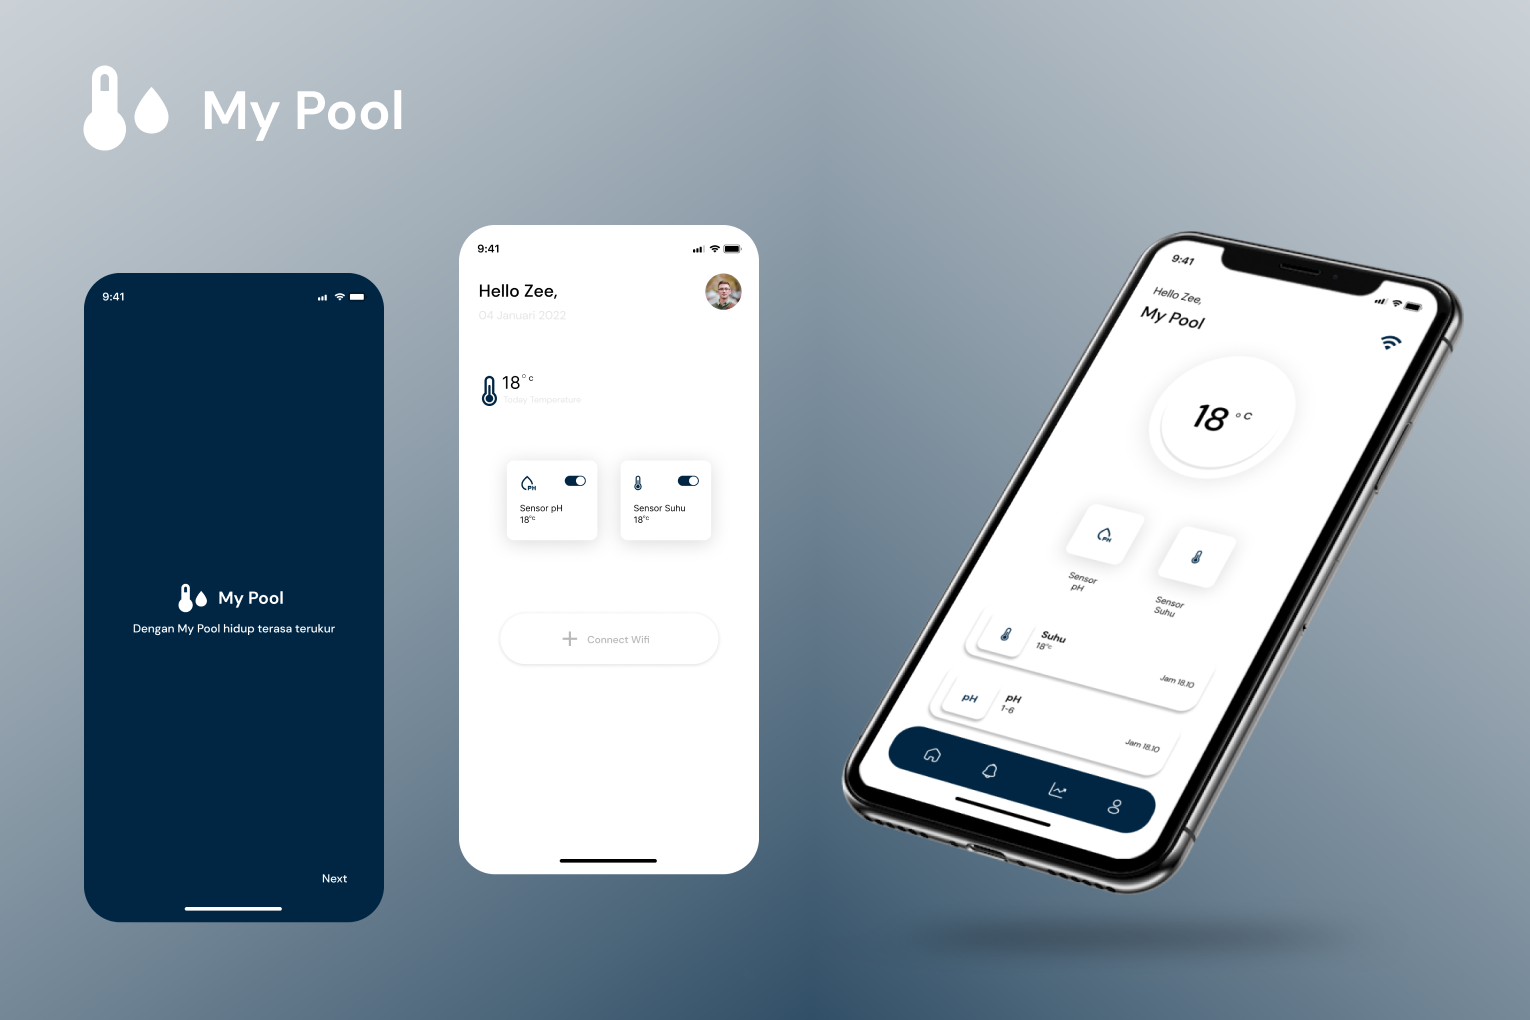 My Pool
9:41
My Pool
Dengan My Pool hidup terasa terukur
Next
9:41
Hello Zee,
04 Januari 2022
18 ° c
Today Temperature
PH
Sensor pH
18°c
Sensor Suhu
18°c
Connect Wifi
9:41
Hello Zee,
My Pool
18 ° C
PH
Sensor
pH
Sensor
Suhu
Suhu
18°c
Jam 18.10
pH
pH
1-6
Jam 18.10